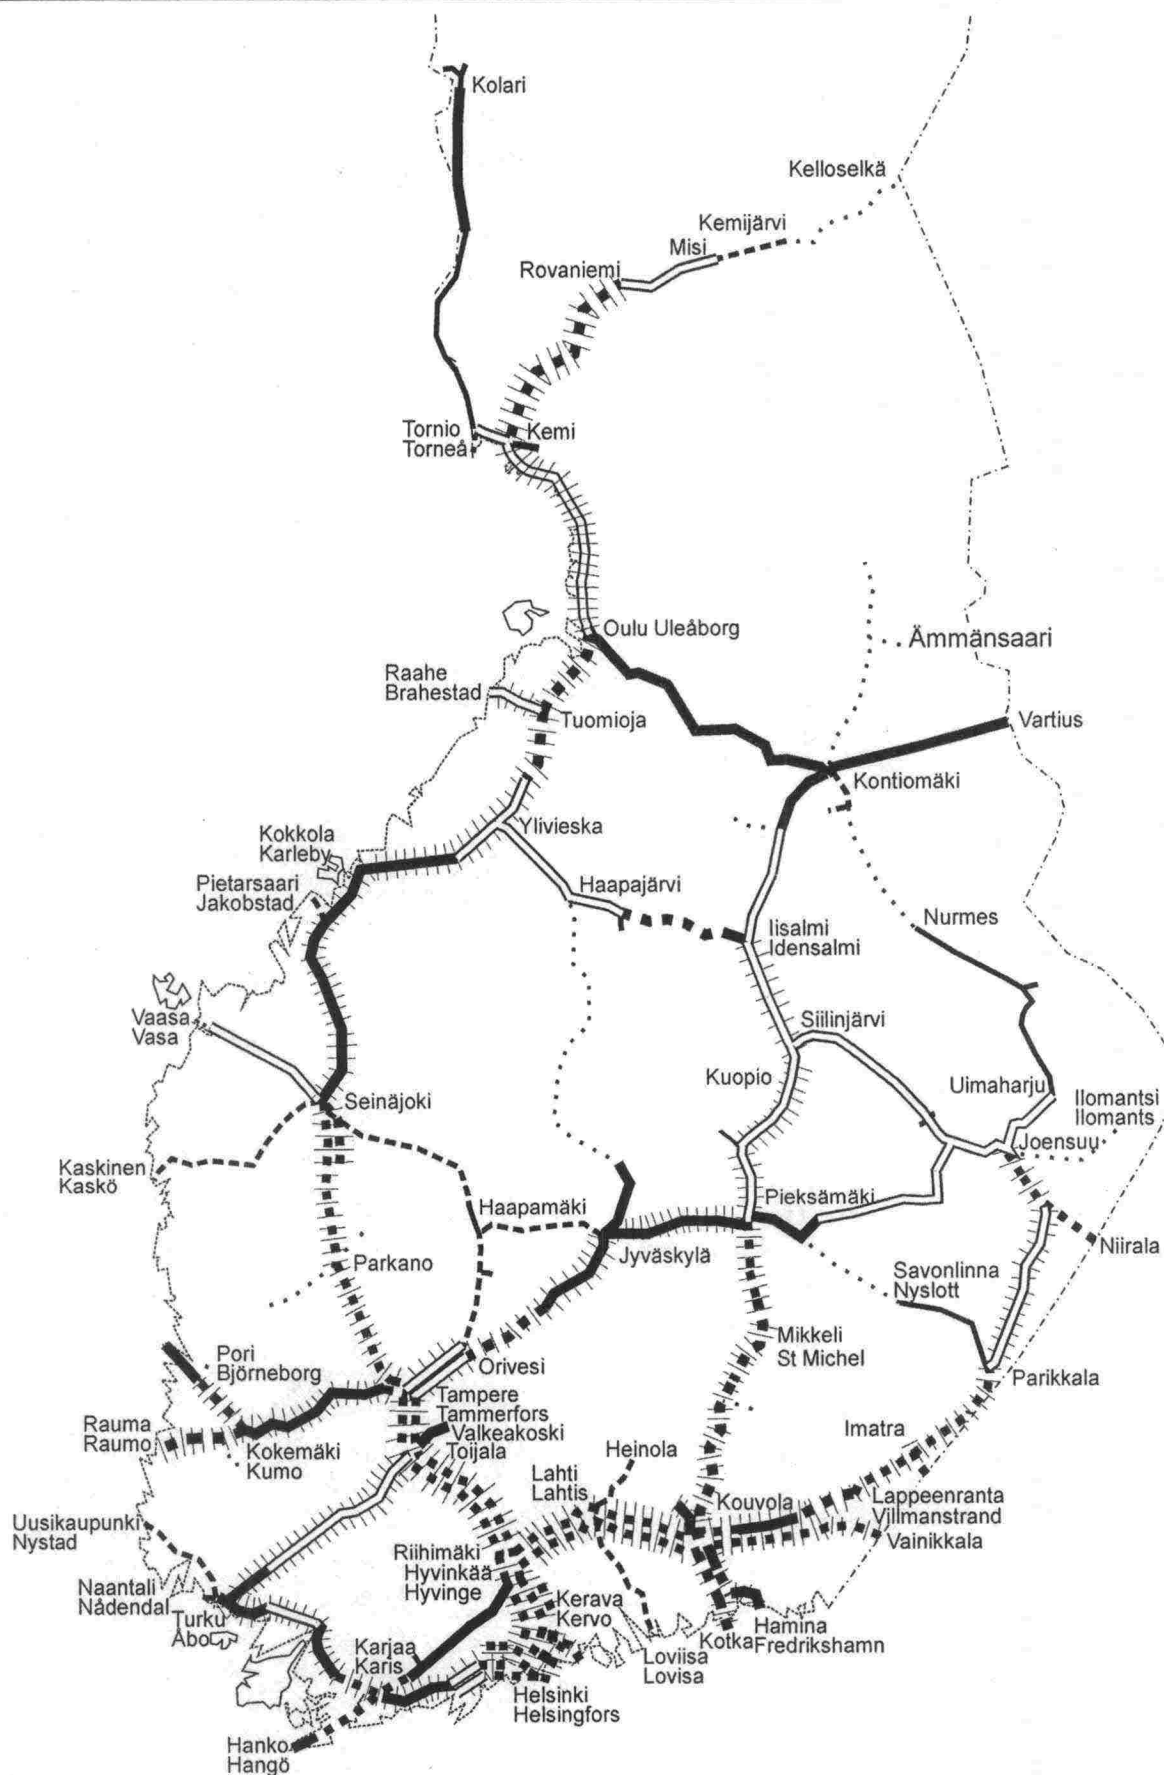 Kolari
Kelloselkä
Kemijärvi
Misi
Rovaniemi
Tornio
Torneå
Kemi
Oulu Uleåborg
Ämmänsaari
Raahe
Brahestad
Tuomioja
Vartius
Kontiomäki
Ylivieska
Kokkola
Karleby
Pietarsaari
Jakobstad
Haapajärvi
Iisalmi
Idensalmi
Nurmes
Vaasa
Vasa
Siilinjärvi
Kuopio
Uimaharju
Ilomantsi
Ilomants
Seinäjoki
Joensuu
Kaskinen
Kaskö
Haapamäki
Pieksämäki
Jyväskylä
Niirala
Parkano
Savonlinna
Nyslott
Mikkeli
St Michel
Pori
Björneborg
Orivesi
Parikkala
Tampere
Tammerfors
Valkeakoski
Toijala
Rauma
Raumo
Kokemäki
Kumo
Imatra
Heinola
Lahti
Lahtis
Kouvola
Lappeenranta
Villmanstrand
Vainikkala
Uusikaupunki
Nystad
Riihimäki
Hyvinkää
Hyvinge
Naantali
Nådendal
Turku
Åbo
Kerava
Kervo
Karjaa
Karis
Hamina
Fredrikshamn
Kotka
Loviisa
Lovisa
Helsinki
Helsingfors
Hanko
Hangö